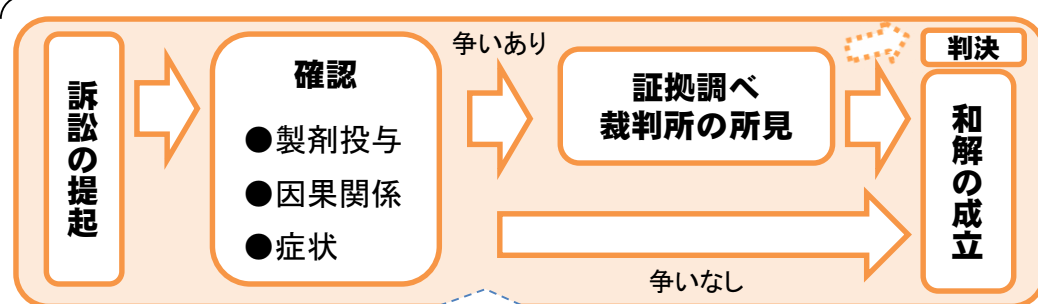 訴訟の提起
確認
●製剤投与
●因果関係
●症状
争いあり
証拠調べ
裁判所の所見
争いなし
判決
和解の成立